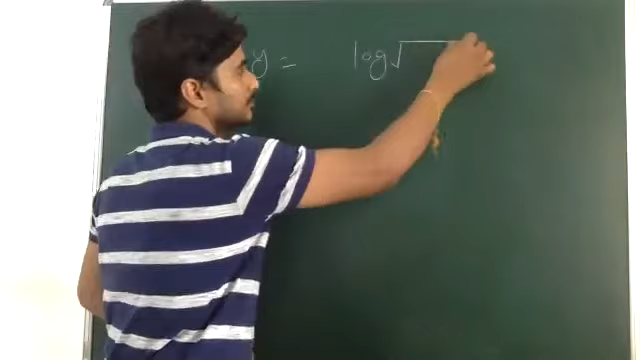 y = log√